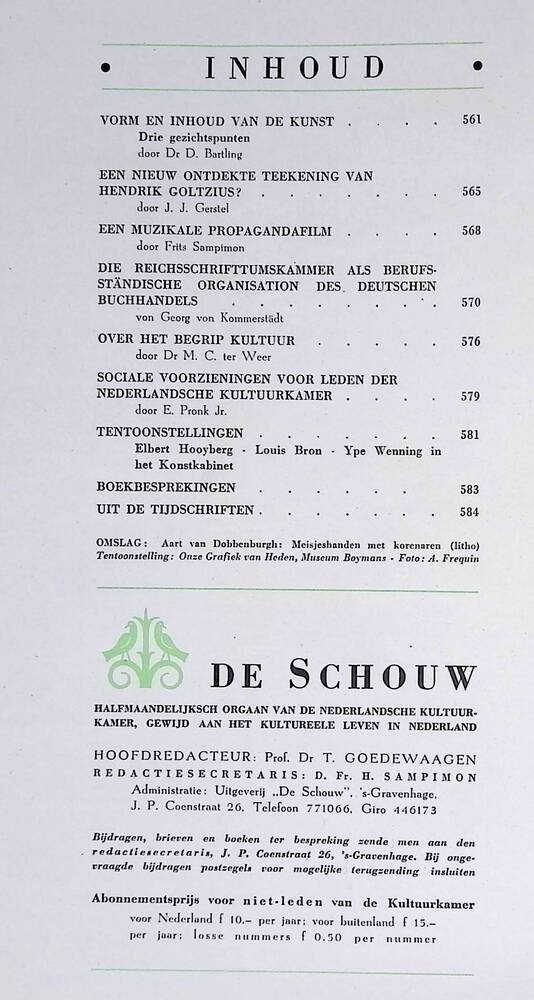 • INHOUD •
VORM EN INHOUD VAN DE KUNST . . . . 561
Drie gezichtspunten
door Dr D. Bartling
EEN NIEUW ONTDEKTE TEEKENING VAN
HENDRIK GOLTZIUS? . . . . . . . 565
door J. J. Gerstel
EEN MUZIKALE PROPAGANDAFILM . . . . 568
door Frits Sampimon
DIE REICHSSCHRIFTTUMSKAMMER ALS BERUFS-
STÄNDISCHE ORGANISATION DES DEUTSCHEN
BUCHHANDELS . . . . . . . . 570
von Georg von Kommerstädt
OVER HET BEGRIP KULTUUR . . . . . 576
door Dr M. C. ter Weer
SOCIALE VOORZIENINGEN VOOR LEDEN DER
NEDERLANDSCHE KULTUURKAMER . . . . 579
door E. Pronk Jr.
TENTOONSTELLINGEN . . . . . . . 581
Elbert Hooyberg - Louis Bron - Ype Wenning in
het Konstkabinet
BOEKBESPREKINGEN . . . . . . 583
UIT DE TIJDSCHRIFTEN . . . . . . . 584
OMSLAG: Aart van Dobbenburgh: Meisjeshanden met korenaren (litho)
Tentoonstelling: Onze Grafiek van Heden, Museum Boymans - Foto: A. Frequin
DE SCHOUW
HALFMAANDELIJKSCH ORGAAN VAN DE NEDERLANDSCHE KULTUUR-
KAMER, GEWIJD AAN HET KULTUREELE LEVEN IN NEDERLAND
HOOFDREDACTEUR: Prof. Dr T. GOEDEWAAGEN
REDACTIESECRETARIS: D. Fr. H. SAMPIMON
Administratie: Uitgeverij „De Schouw", 's-Gravenhage,
J. P. Coenstraat 26, Telefoon 771066, Giro 446173
Bijdragen, brieven en boeken ter bespreking zende men aan den
redactiesecretaris, J. P. Coenstraat 26, 's-Gravenhage. Bij onge-
vraagde bijdragen postzegels voor mogelijke terugzending insluiten
Abonnementsprijs voor niet-leden van de Kultuurkamer
voor Nederland f 10.- per jaar; voor buitenland f 15.-
per jaar; losse nummers f 0.50 per nummer